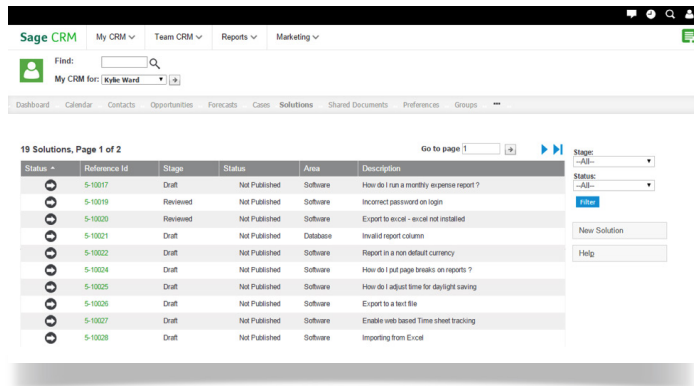 Sage CRM My CRM Team CRM Reports Marketing
Find:
My CRM for: Kylie Ward
Dashboard Calendar Contacts Opportunities Forecasts Cases Solutions Shared Documents Preferences Groups •••
19 Solutions, Page 1 of 2 Go to page 1
Stage:
--All--
Status:
--All--
Filter
New Solution
Help
Status Reference Id Stage Status Area Description
5-10017 Draft Not Published Software How do I run a monthly expense report ?
5-10019 Reviewed Not Published Software Incorrect password on login
5-10020 Reviewed Not Published Software Export to excel - excel not installed
5-10021 Draft Not Published Database Invalid report column
5-10022 Draft Not Published Software Report in a non default currency
5-10024 Draft Not Published Software How do I put page breaks on reports ?
5-10025 Draft Not Published Software How do I adjust time for daylight saving
5-10026 Draft Not Published Software Export to a text file
5-10027 Draft Not Published Software Enable web based Time sheet tracking
5-10028 Draft Not Published Software Importing from Excel